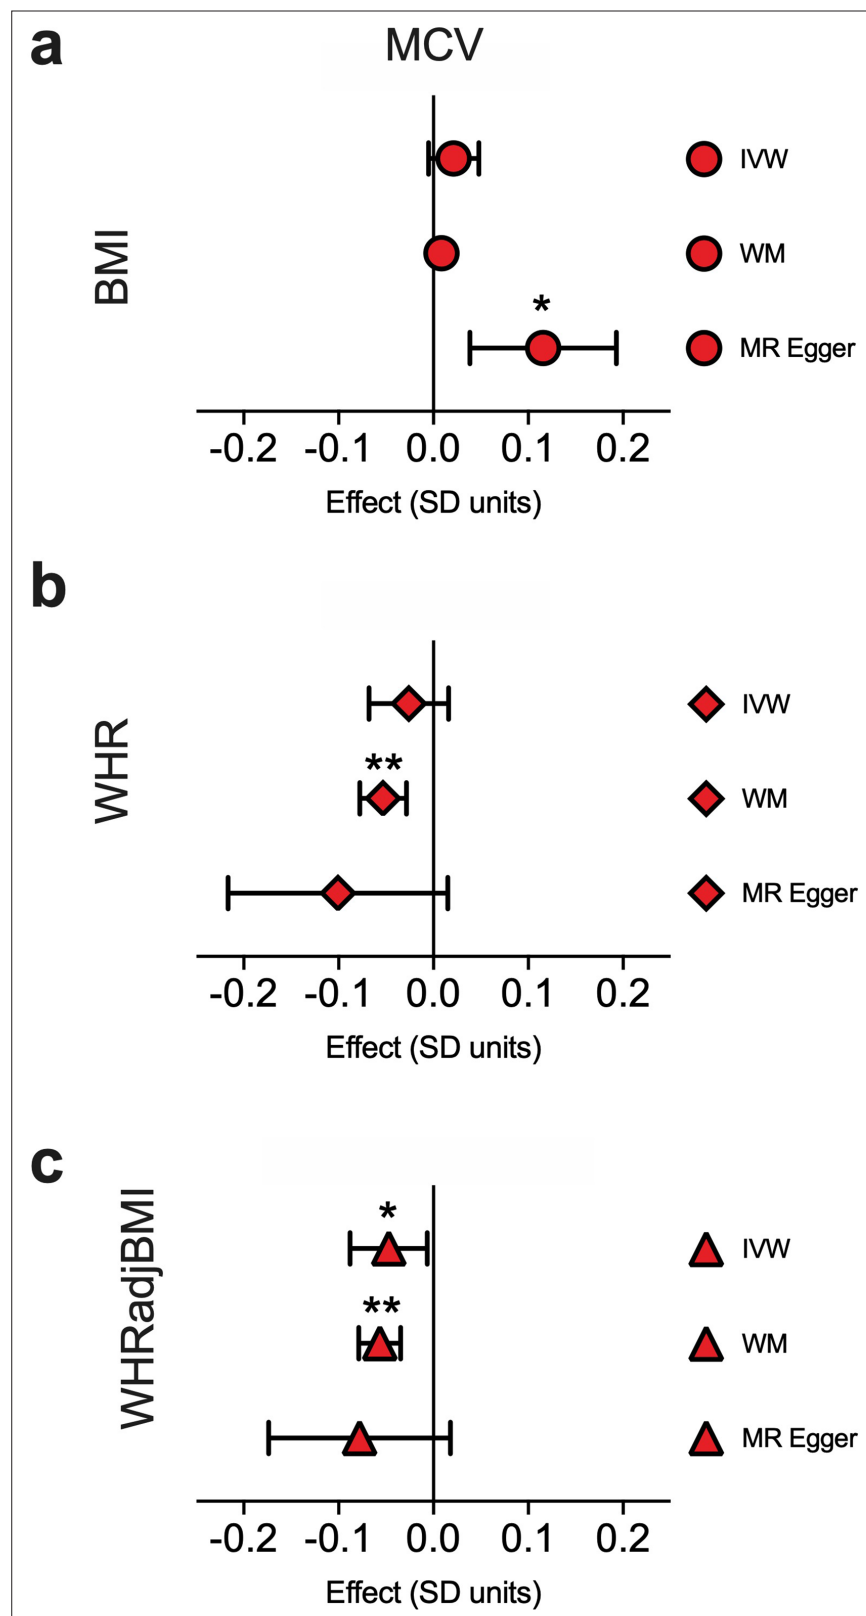 a
MCV
BMI
IVW
WM
*
MR Egger
-0.2 -0.1 0.0 0.1 0.2
Effect (SD units)
b
WHR
IVW
**
WM
MR Egger
-0.2 -0.1 0.0 0.1 0.2
Effect (SD units)
c
WHRadjBMI
*
IVW
**
WM
MR Egger
-0.2 -0.1 0.0 0.1 0.2
Effect (SD units)